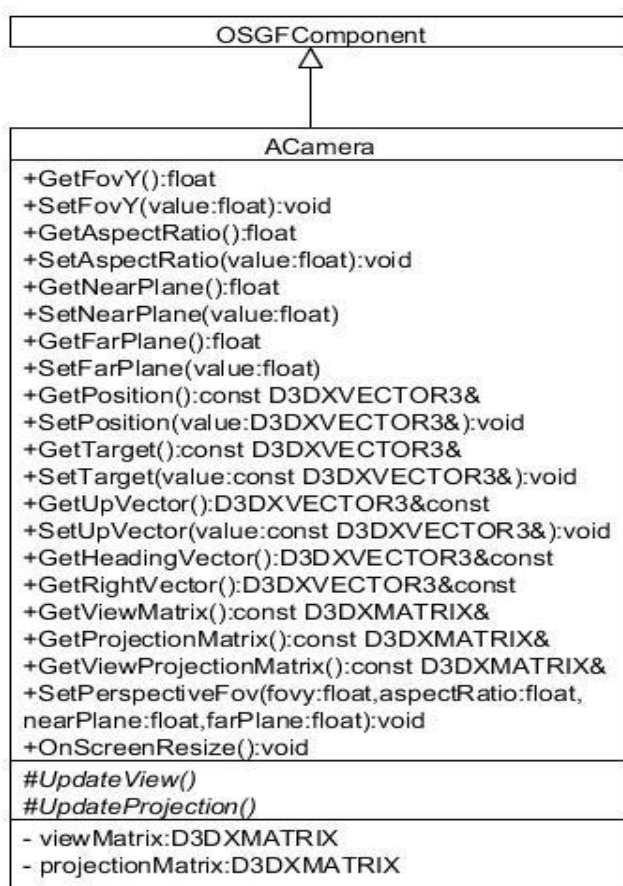 OSGFComponent
ACamera
+GetFovY():float
+SetFovY(value:float):void
+GetAspectRatio():float
+SetAspectRatio(value:float):void
+GetNearPlane():float
+SetNearPlane(value:float)
+GetFarPlane():float
+SetFarPlane(value:float)
+GetPosition():const D3DXVECTOR3&
+SetPosition(value:D3DXVECTOR3&):void
+GetTarget():const D3DXVECTOR3&
+SetTarget(value:const D3DXVECTOR3&):void
+GetUpVector():D3DXVECTOR3&const
+SetUpVector(value:const D3DXVECTOR3&):void
+GetHeadingVector():D3DXVECTOR3&const
+GetRightVector():D3DXVECTOR3&const
+GetViewMatrix():const D3DXMATRIX&
+GetProjectionMatrix():const D3DXMATRIX&
+GetViewProjectionMatrix():const D3DXMATRIX&
+SetPerspectiveFov(fovy:float,aspectRatio:float,
nearPlane:float,farPlane:float):void
+OnScreenResize():void
#UpdateView()
#UpdateProjection()
- viewMatrix:D3DXMATRIX
- projectionMatrix:D3DXMATRIX